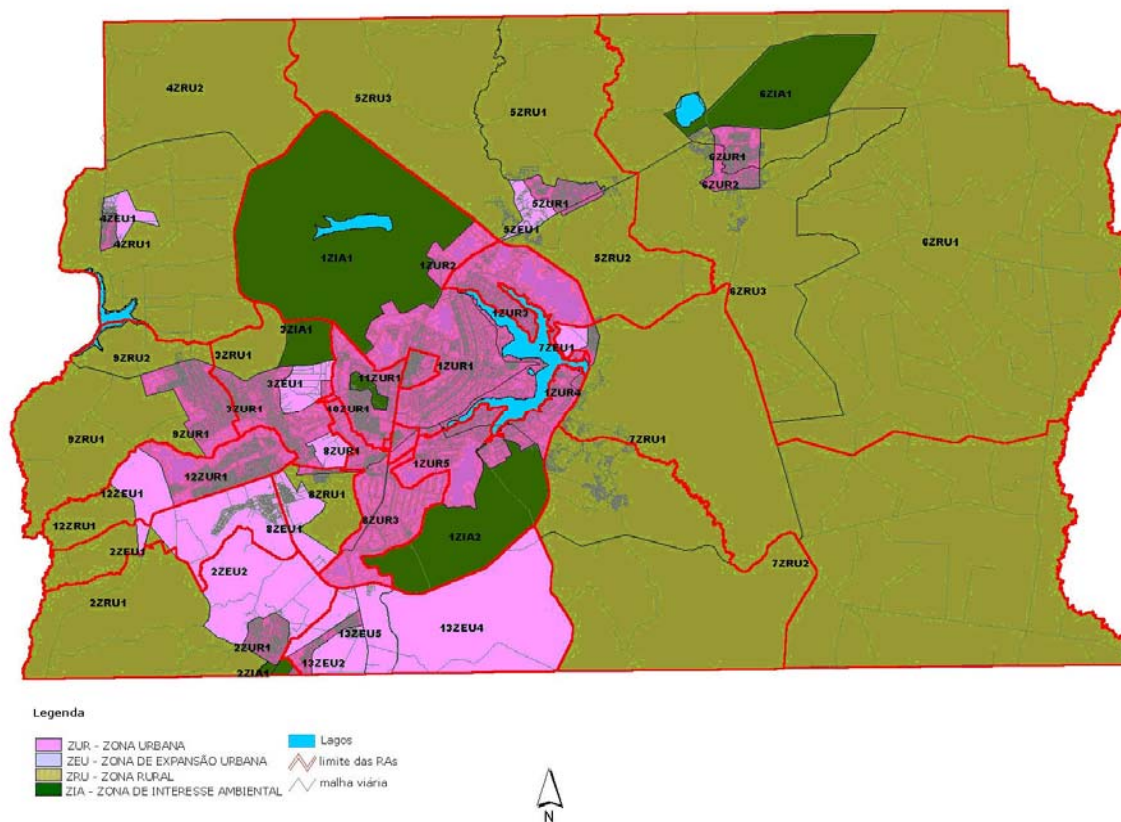 4ZRU2
5ZRU3
5ZRU1
6ZIA1
6ZUR1
6ZUR2
5ZUR1
5ZEU1
4ZEU1
4ZRU1
6ZRU1
1ZIA1
1ZUR2
5ZRU2
6ZRU3
1ZUR3
3ZIA1
9ZRU2
3ZRU1
7ZEU1
11ZUR1
1ZUR1
3ZEU1
1ZUR4
3ZUR1
10ZUR1
9ZRU1
9ZUR1
7ZRU1
8ZUR1
1ZUR5
12ZUR1
12ZEU1
8ZRU1
8ZEU1
8ZUR3
12ZRU1
1ZIA2
2ZEU1
2ZEU2
7ZRU2
2ZRU1
13ZEU5
13ZEU4
2ZUR1
13ZEU2
2ZIA1
Legenda
ZUR - ZONA URBANA
ZEU - ZONA DE EXPANSÃO URBANA
ZRU - ZONA RURAL
ZIA - ZONA DE INTERESSE AMBIENTAL
Lagos
limite das RAs
malha viária
N